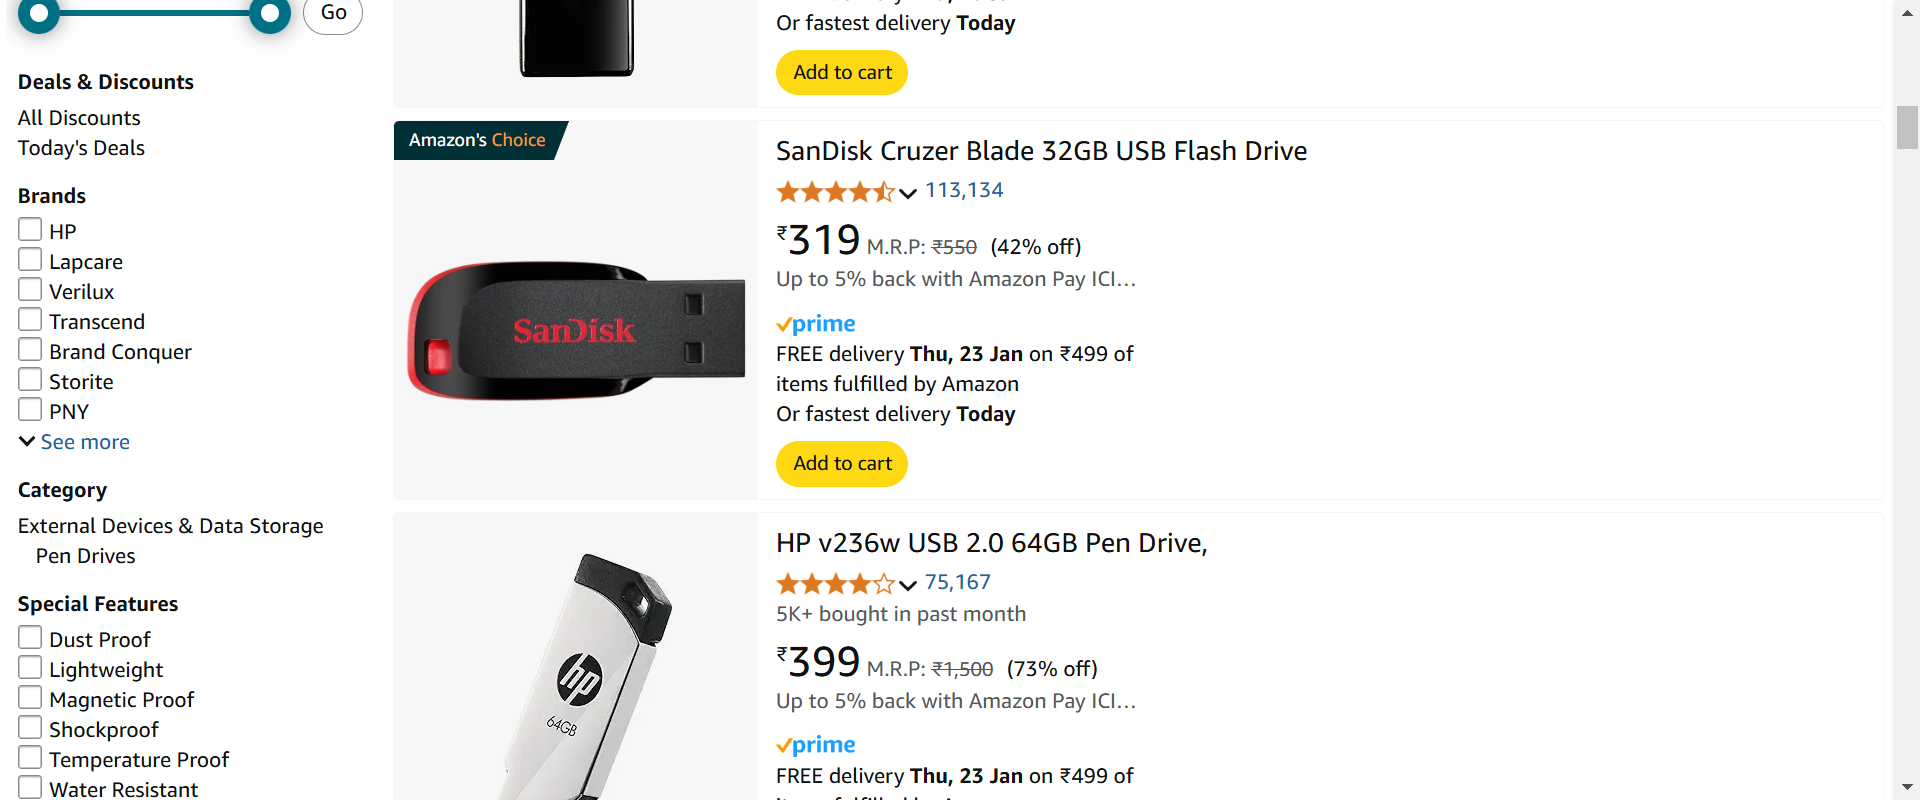 Go
Deals & Discounts
All Discounts
Today's Deals
Brands
HP
Lapcare
Verilux
Transcend
Brand Conquer
Storite
PNY
See more
Category
External Devices & Data Storage
Pen Drives
Special Features
Dust Proof
Lightweight
Magnetic Proof
Shockproof
Temperature Proof
Water Resistant
Or fastest delivery Today
Add to cart
Amazon's Choice
SanDisk
SanDisk Cruzer Blade 32GB USB Flash Drive
113,134
₹319 M.R.P: ₹550 (42% off)
Up to 5% back with Amazon Pay ICI…
prime
FREE delivery Thu, 23 Jan on ₹499 of
items fulfilled by Amazon
Or fastest delivery Today
Add to cart
hp
64GB
HP v236w USB 2.0 64GB Pen Drive,
75,167
5K+ bought in past month
₹399 M.R.P: ₹1,500 (73% off)
Up to 5% back with Amazon Pay ICI…
prime
FREE delivery Thu, 23 Jan on ₹499 of